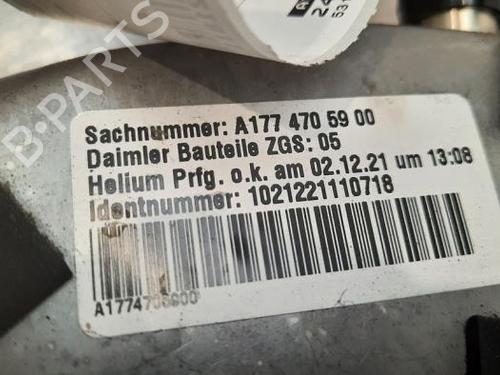 Sachnummer: A177 470 59 00
Daimler Bauteile ZGS: 05
Helium Prfg. o.k. am 02.12.21 um 13:08
Identnummer: 1021221110718
A1774705900